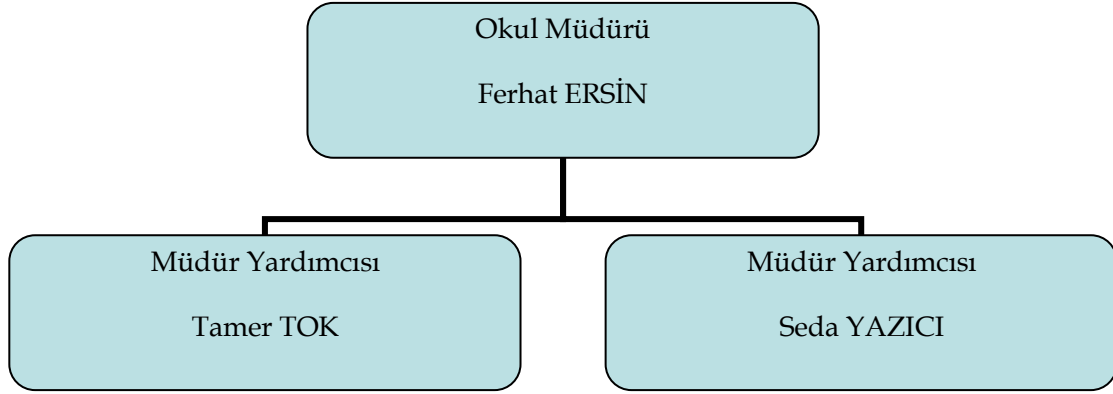 Okul Müdürü
Ferhat ERSİN
Müdür Yardımcısı
Tamer TOK
Müdür Yardımcısı
Seda YAZICI